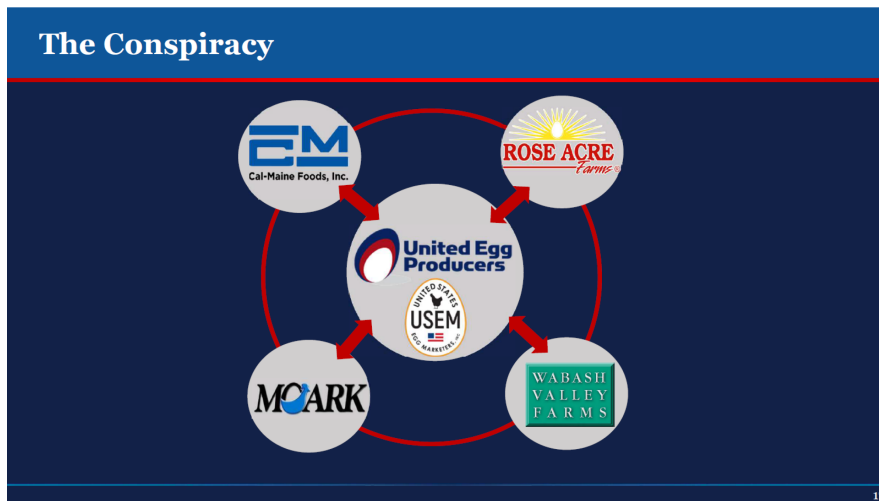 The Conspiracy
CM
Cal-Maine Foods, Inc.
ROSE ACRE
Farms®
United Egg
Producers
UNITED STATES
USEM
EGG MARKETERS, INC.
MOARK
WABASH
VALLEY
FARMS
1